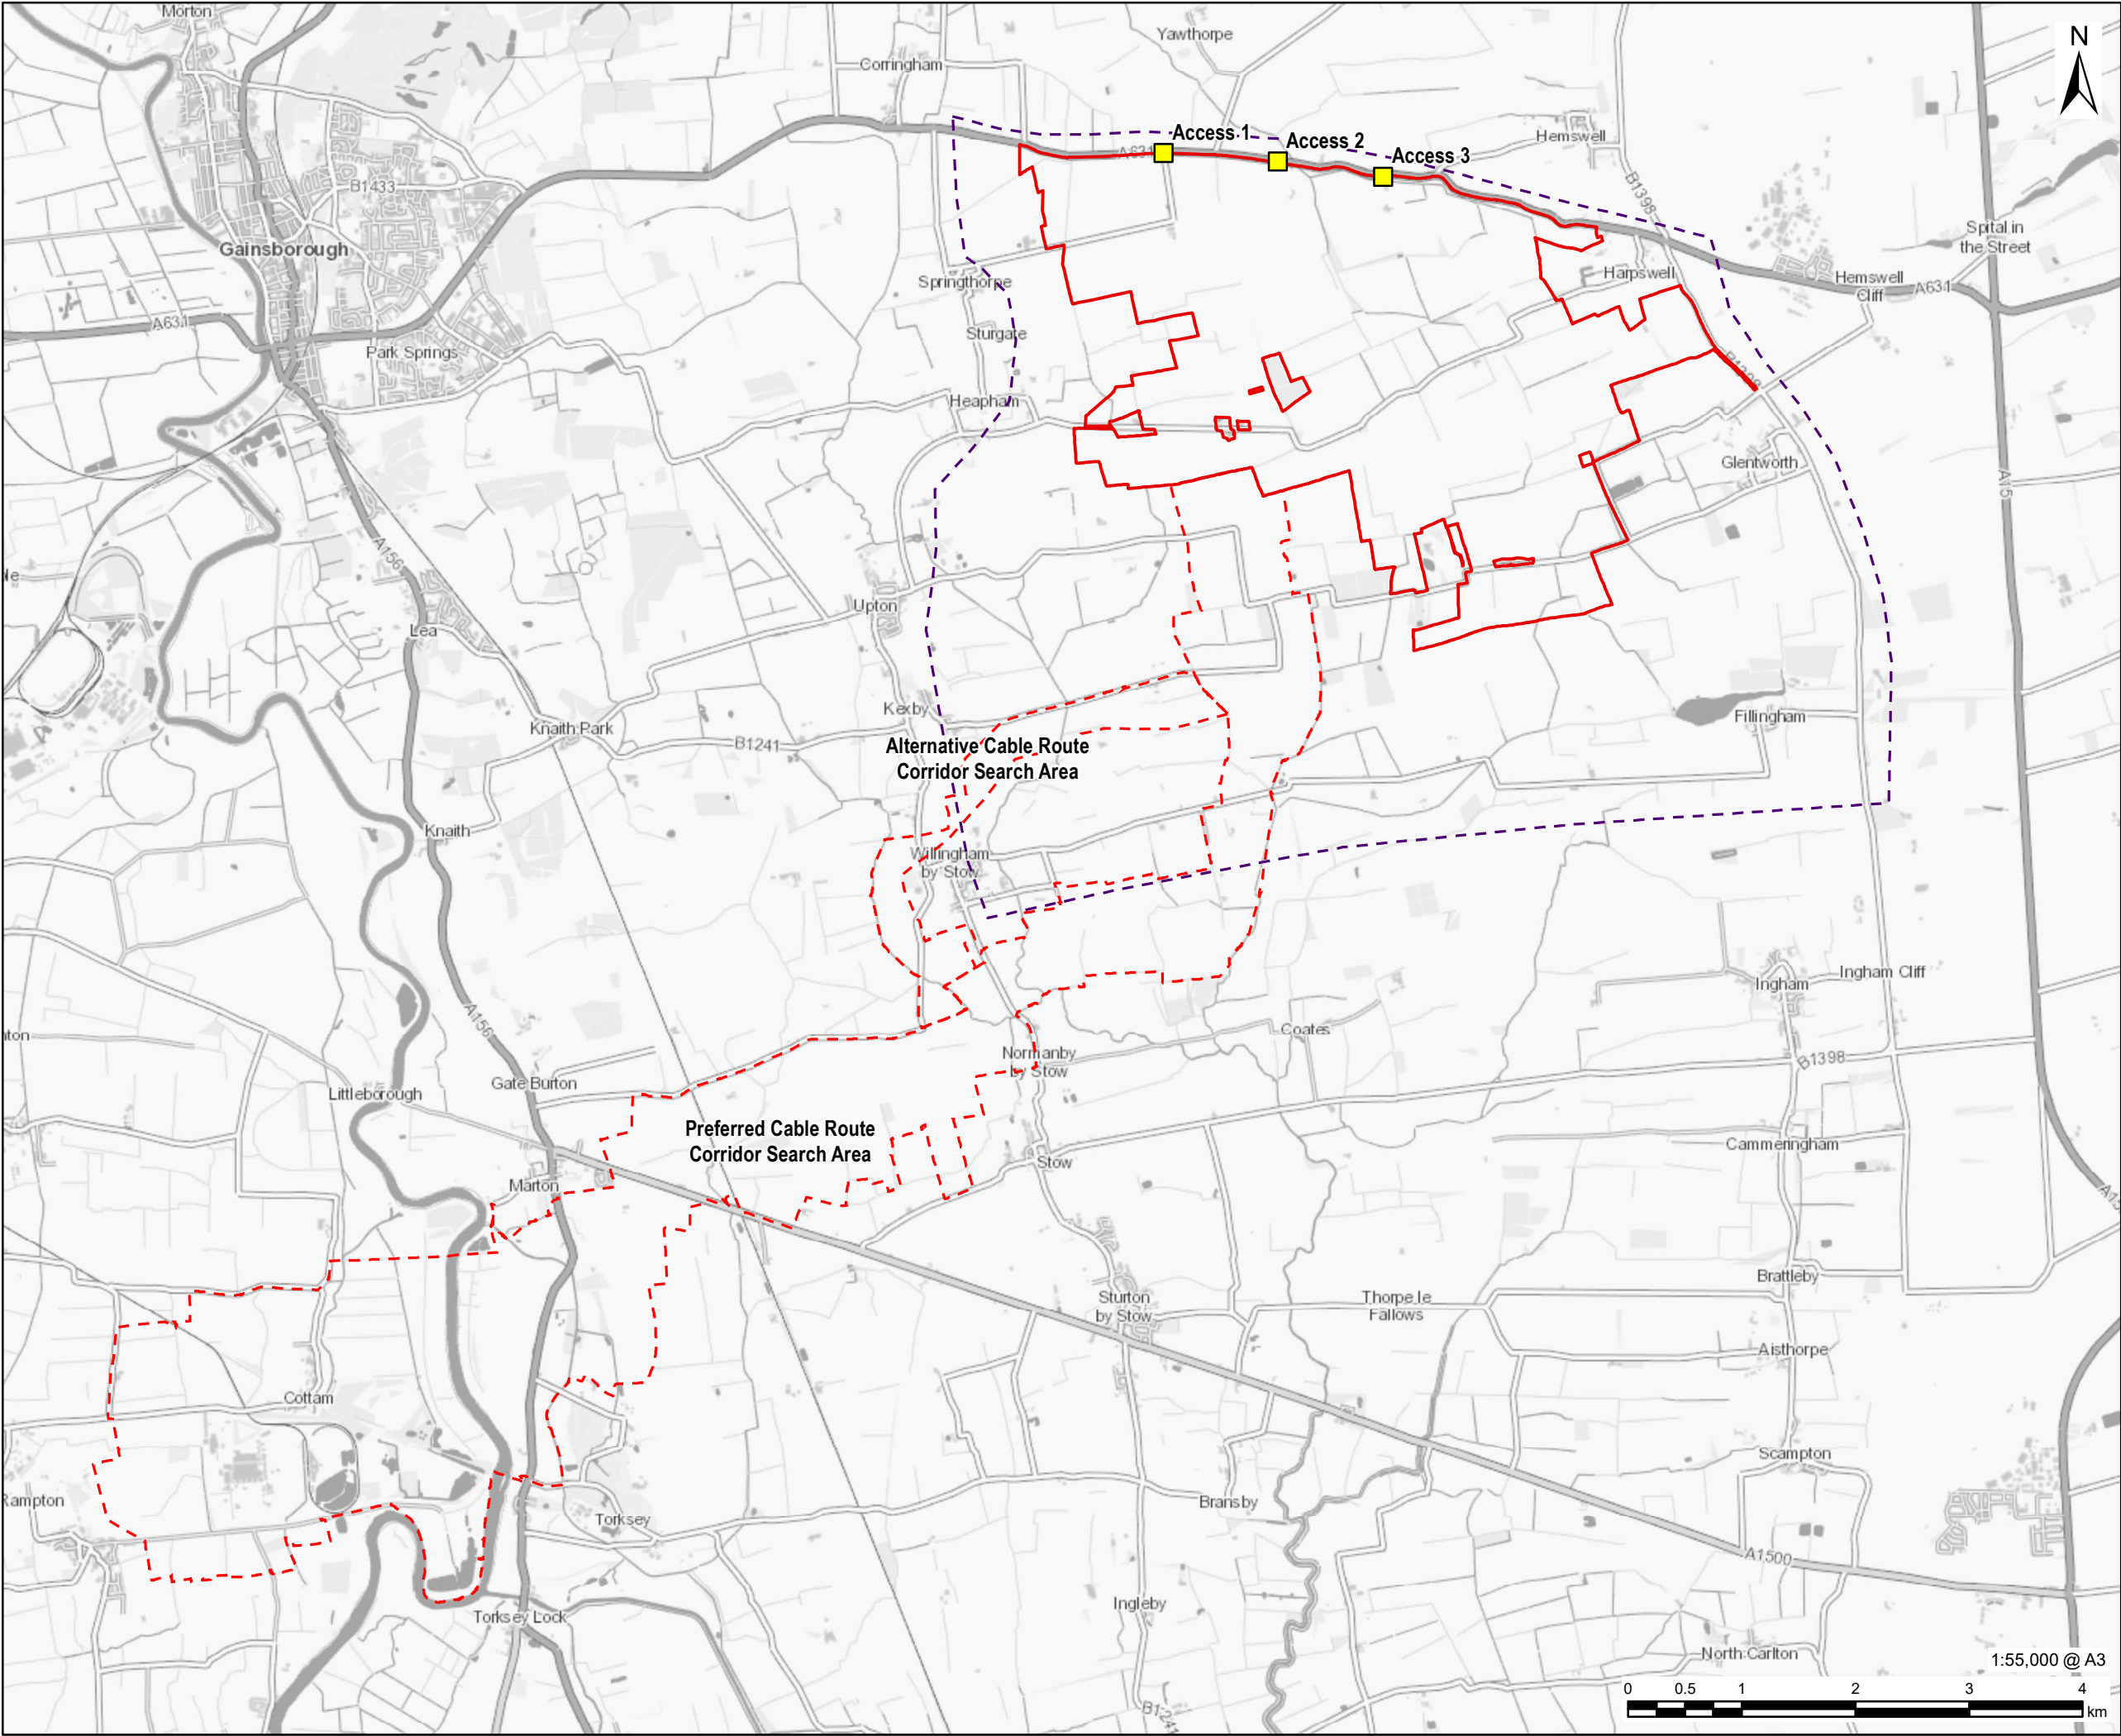 Morton
Yawthorpe
N
Corringham
Access 1
Hemswell
Access 2
A631
Access 3
B1433
B1398
Gainsborough
Spital in
the Street
Springthorpe
Harpswell
Hemswell
Cliff
A631
A631
Sturgate
Park Springs
B1398
Heapham
Glentworth
A15
A156
Upton
Lea
Kexby
Fillingham
Knaith Park
B1241
Alternative Cable Route
Corridor Search Area
Knaith
Willingham
by Stow
Ingham Cliff
Ingham
A156
Coates
Normanby
by Stow
B1398
Gate Burton
Littleborough
Preferred Cable Route
Corridor Search Area
Cammeringham
Stow
Marton
Brattleby
Sturton
by Stow
Thorpe le
Fallows
Aisthorpe
Cottam
Scampton
Rampton
Bransby
Torksey
A1500
Ingleby
Torksey Lock
North Carlton
1:55,000 @ A3
0 0.5 1 2 3 4
km
B1241